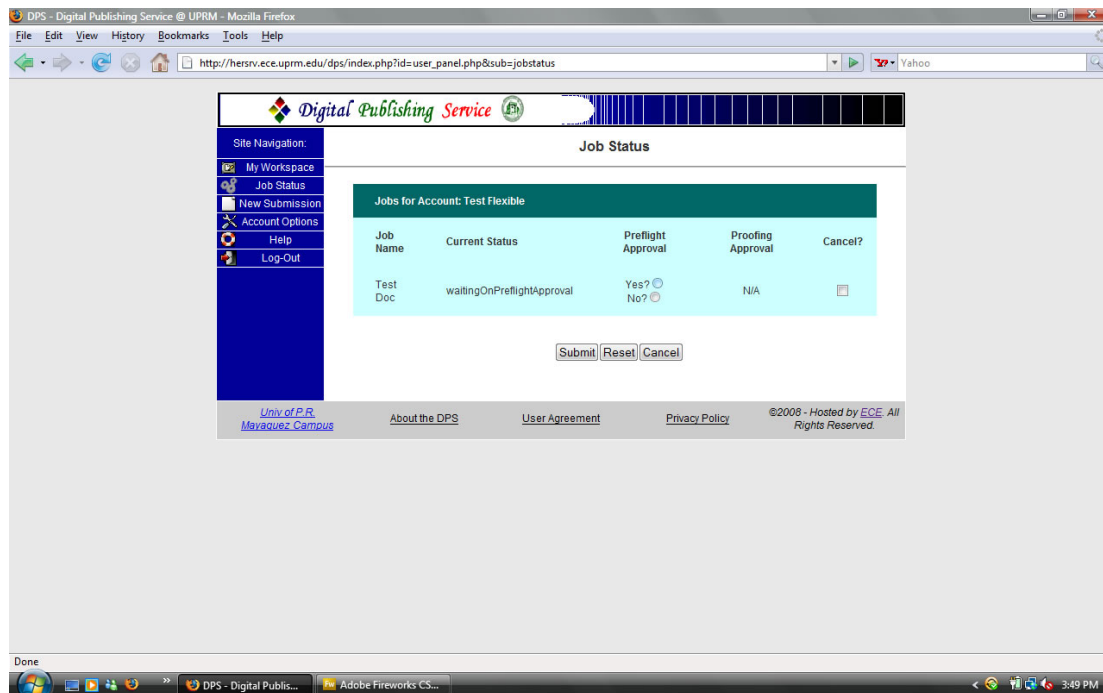 DPS - Digital Publishing Service @ UPRM - Mozilla Firefox
File Edit View History Bookmarks Tools Help
http://hersrv.ece.uprm.edu/dps/index.php?id=user_panel.php&sub=jobstatus
Yahoo
Digital Publishing Service
Site Navigation:
My Workspace
Job Status
New Submission
Account Options
Help
Log-Out
Job Status
Jobs for Account: Test Flexible
Job Name Current Status Preflight Approval Proofing Approval Cancel?
Test Doc waitingOnPreflightApproval Yes? No? N/A
Submit Reset Cancel
Univ of P.R. Mayaguez Campus About the DPS User Agreement Privacy Policy ©2008 - Hosted by ECE. All Rights Reserved.
Done
DPS - Digital Publis... Adobe Fireworks CS... 3:49 PM